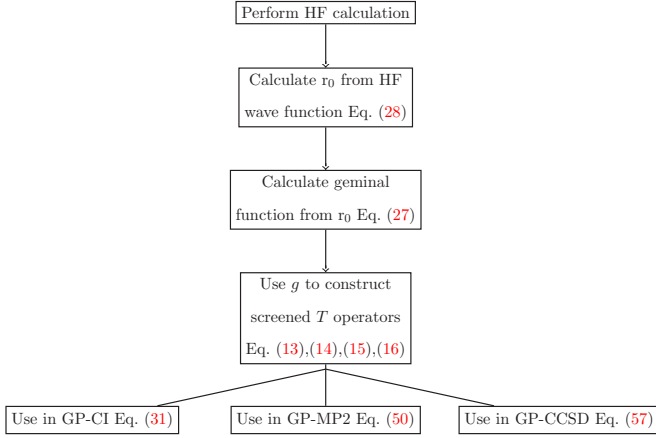 Perform HF calculation
Calculate r₀ from HF
wave function Eq. (28)
Calculate geminal
function from r₀ Eq. (27)
Use g to construct
screened T operators
Eq. (13),(14),(15),(16)
Use in GP-CI Eq. (31)
Use in GP-MP2 Eq. (50)
Use in GP-CCSD Eq. (57)